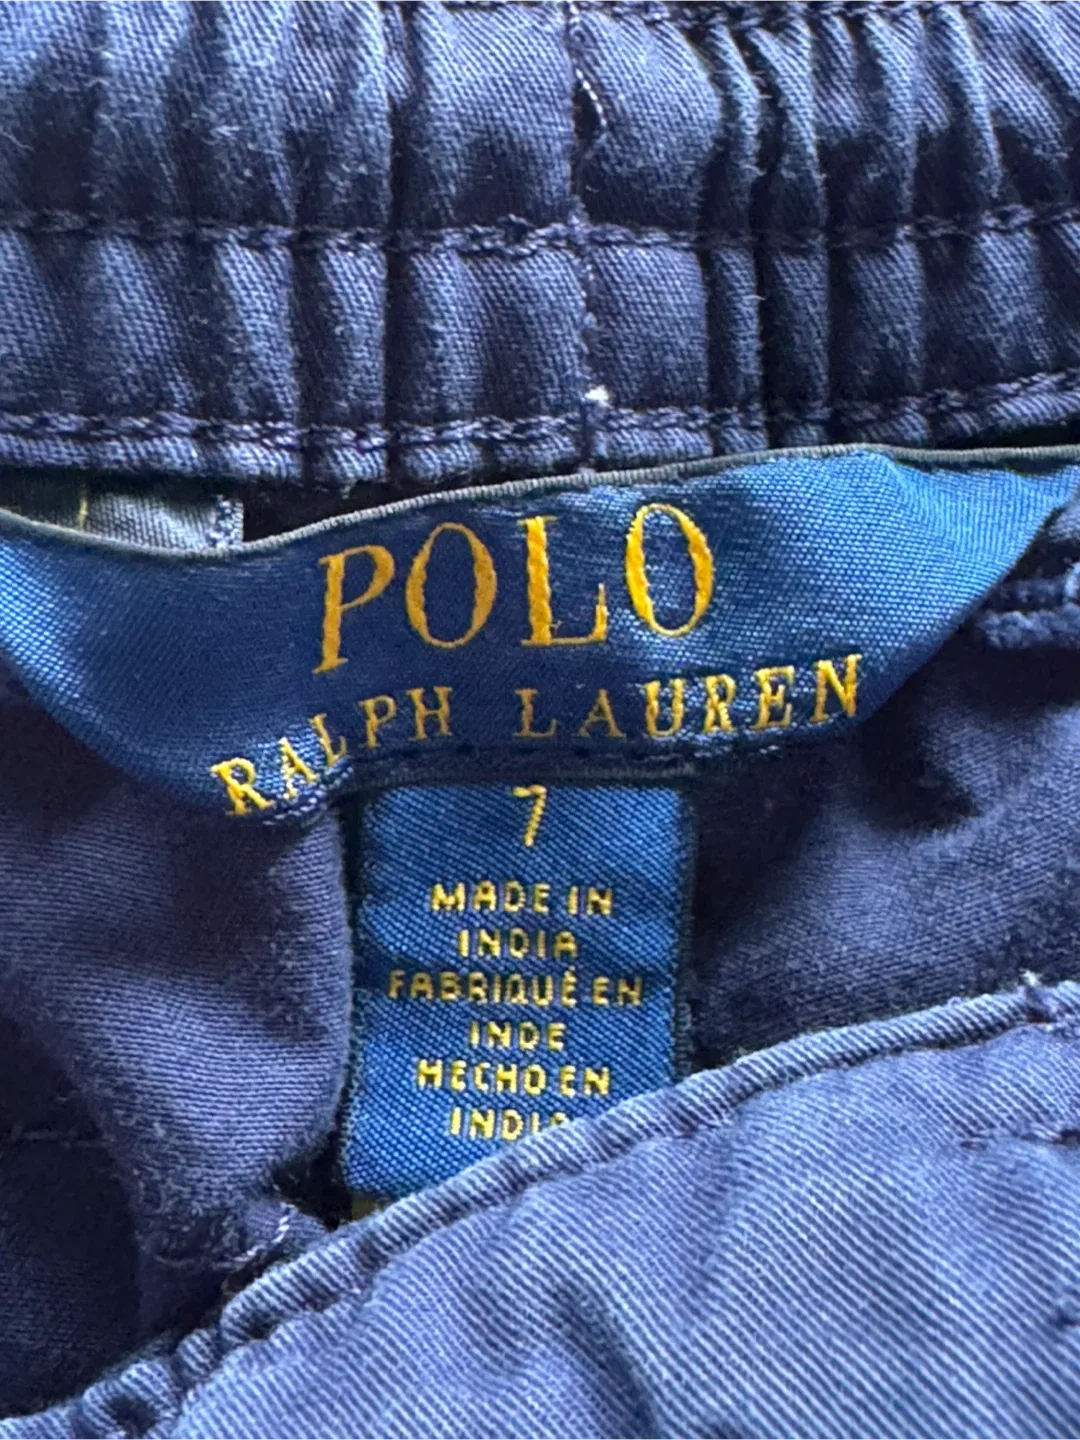 POLO
RALPH LAUREN
7
MADE IN
INDIA
FABRIQUÉ EN
INDE
HECHO EN
INDIA